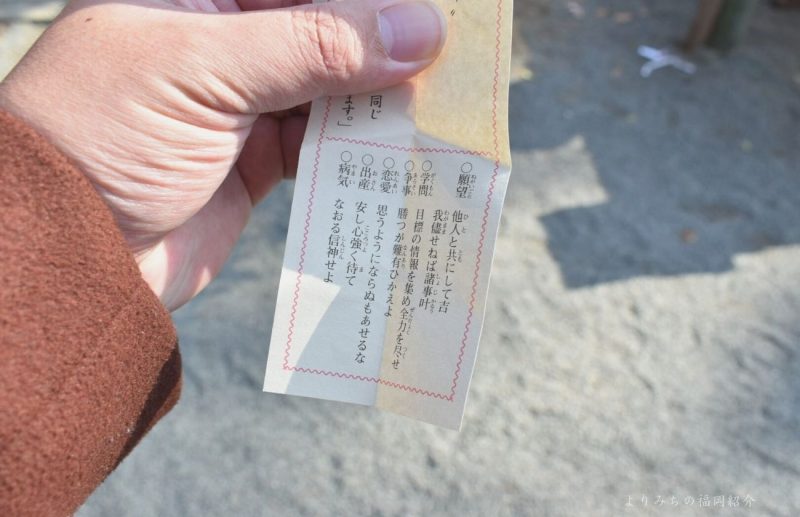 ”
同じ
ます。」
○願望 他人と共にして吉
我儘せねば諸事叶
○学問 目標の情報を集め全力を尽せ
○争事 勝つが難有ひかえよ
○恋愛 思うようにならぬもあせるな
○出産 安し心強く待て
○病気 なおる信神せよ
よりみちの福岡紹介